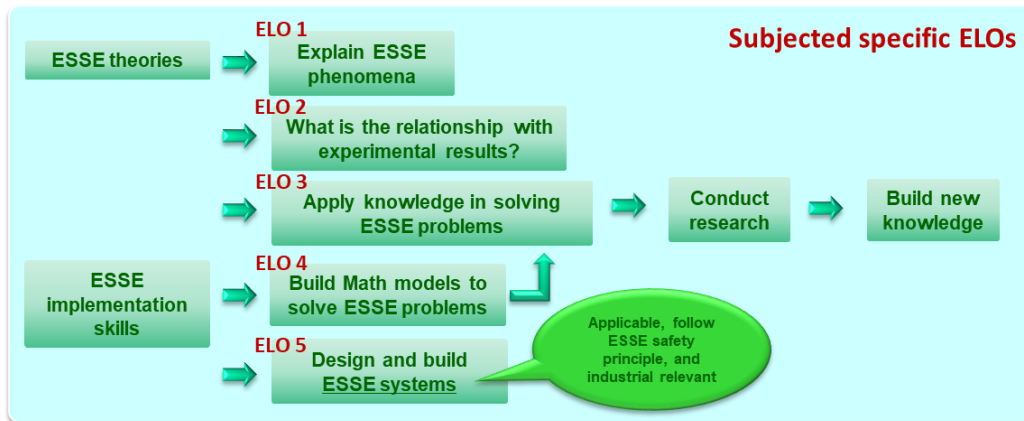 Subjected specific ELOs
ESSE theories
ELO 1
Explain ESSE
phenomena
ELO 2
What is the relationship with
experimental results?
ELO 3
Apply knowledge in solving
ESSE problems
Conduct
research
Build new
knowledge
ESSE
implementation
skills
ELO 4
Build Math models to
solve ESSE problems
ELO 5
Design and build
ESSE systems
Applicable, follow
ESSE safety
principle, and
industrial relevant